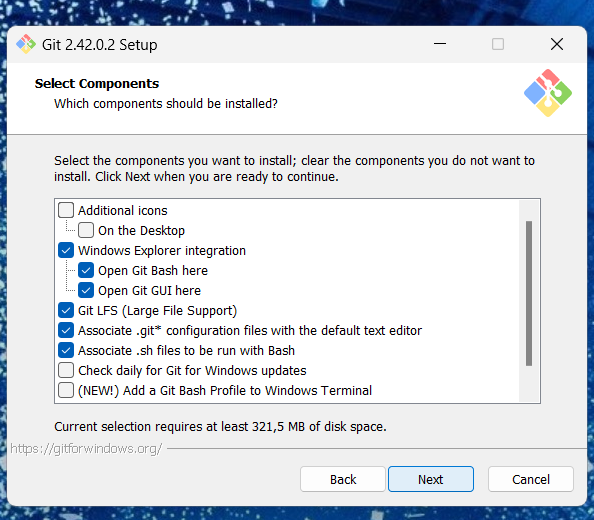 Git 2.42.0.2 Setup
Select Components
Which components should be installed?
Select the components you want to install; clear the components you do not want to
install. Click Next when you are ready to continue.
Additional icons
On the Desktop
Windows Explorer integration
Open Git Bash here
Open Git GUI here
Git LFS (Large File Support)
Associate .git* configuration files with the default text editor
Associate .sh files to be run with Bash
Check daily for Git for Windows updates
(NEW!) Add a Git Bash Profile to Windows Terminal
Current selection requires at least 321,5 MB of disk space.
https://gitforwindows.org/
Back
Next
Cancel